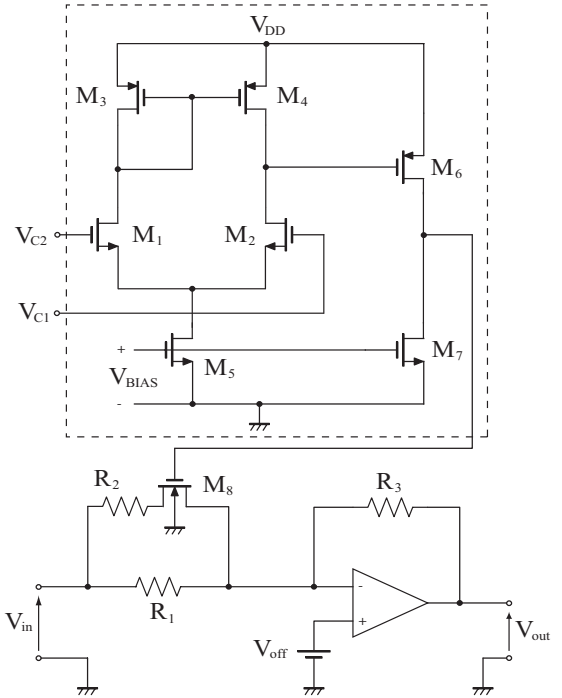 V_DD
M_3
M_4
M_6
V_C2
M_1
M_2
V_C1
+
M_5
M_7
V_BIAS
-
R_2
M_8
R_3
-
R_1
+
V_in
V_off
V_out